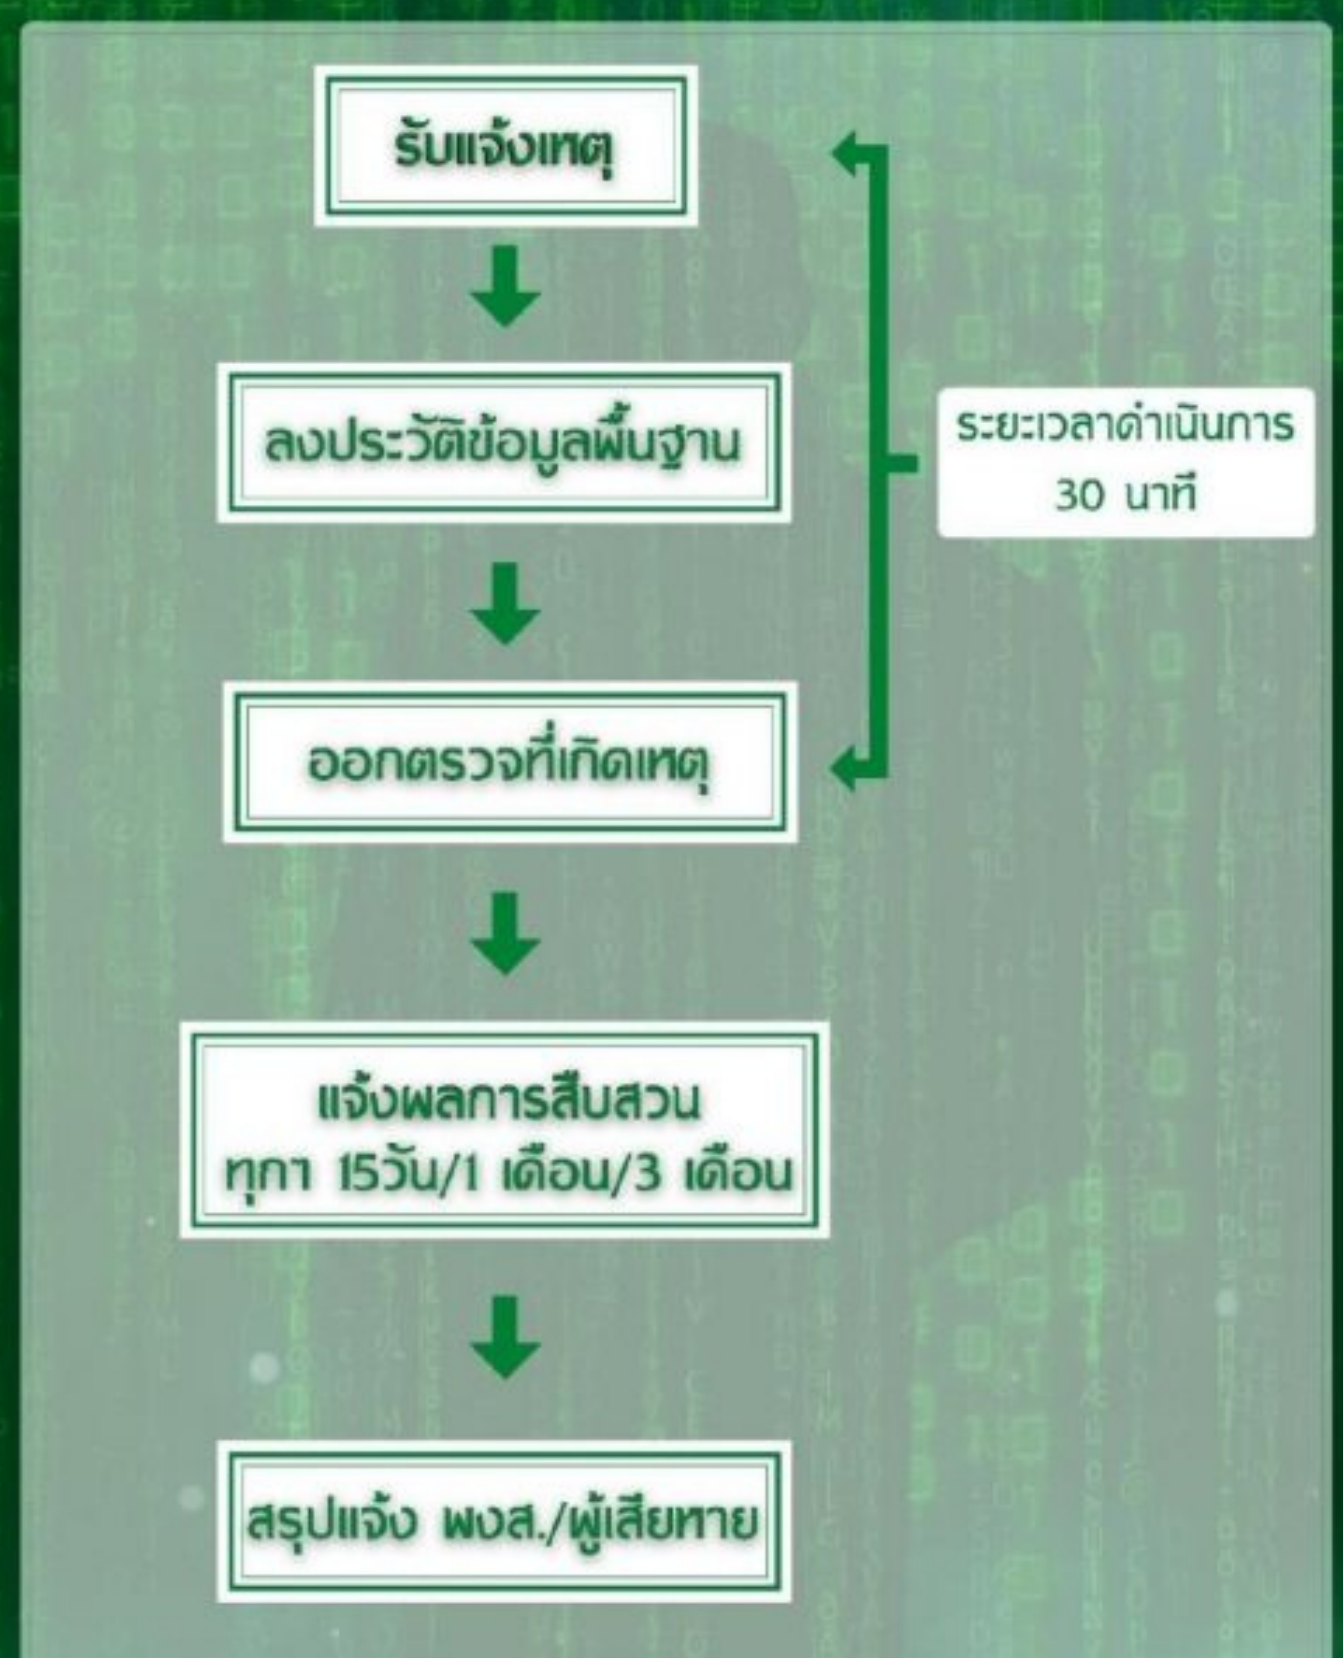 รับแจ้งเหตุ
ลงประวัติข้อมูลพื้นฐาน
ระยะเวลาดำเนินการ
30 นาที
ออกตรวจที่เกิดเหตุ
แจ้งผลการสืบสวน
ทุกๅ 15วัน/1 เดือน/3 เดือน
สรุปแจ้ง พงส./ผู้เสียหาย